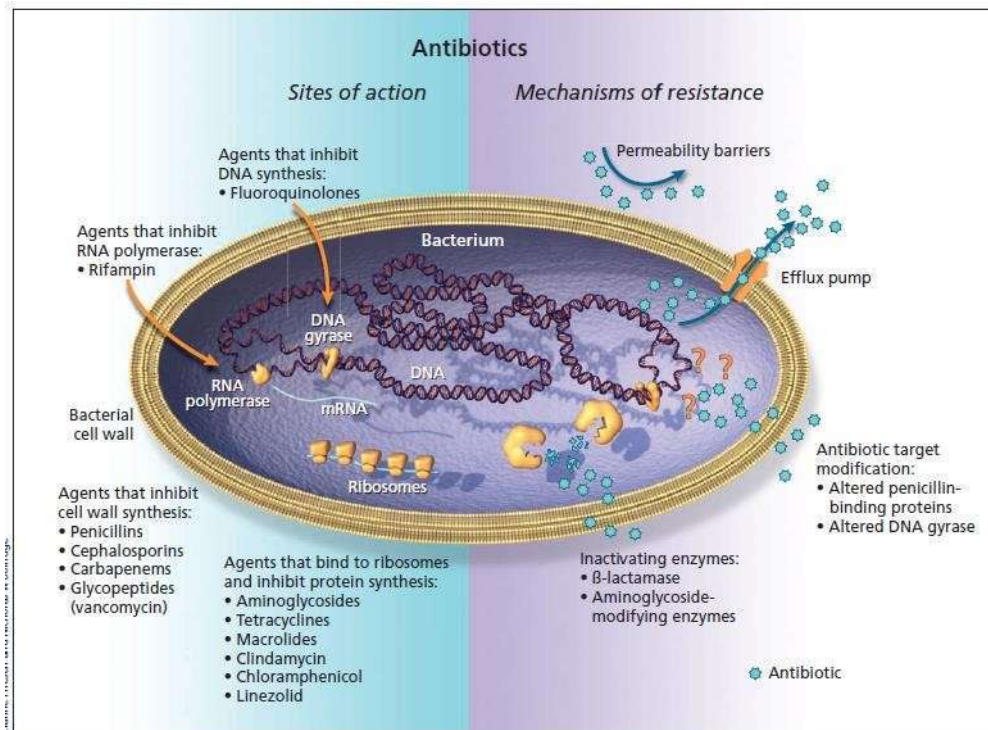 Antibiotics
Sites of action
Mechanisms of resistance
Agents that inhibit
DNA synthesis:
• Fluoroquinolones
Permeability barriers
Agents that inhibit
RNA polymerase:
• Rifampin
Bacterium
Efflux pump
DNA
gyrase
DNA
RNA
polymerase
mRNA
? ?
?
Bacterial
cell wall
Ribosomes
Antibiotic target
modification:
• Altered penicillin-
binding proteins
• Altered DNA gyrase
Agents that inhibit
cell wall synthesis:
• Penicillins
• Cephalosporins
• Carbapenems
• Glycopeptides
(vancomycin)
Agents that bind to ribosomes
and inhibit protein synthesis:
• Aminoglycosides
• Tetracyclines
• Macrolides
• Clindamycin
• Chloramphenicol
• Linezolid
Inactivating enzymes:
• ß-lactamase
• Aminoglycoside-
modifying enzymes
Antibiotic